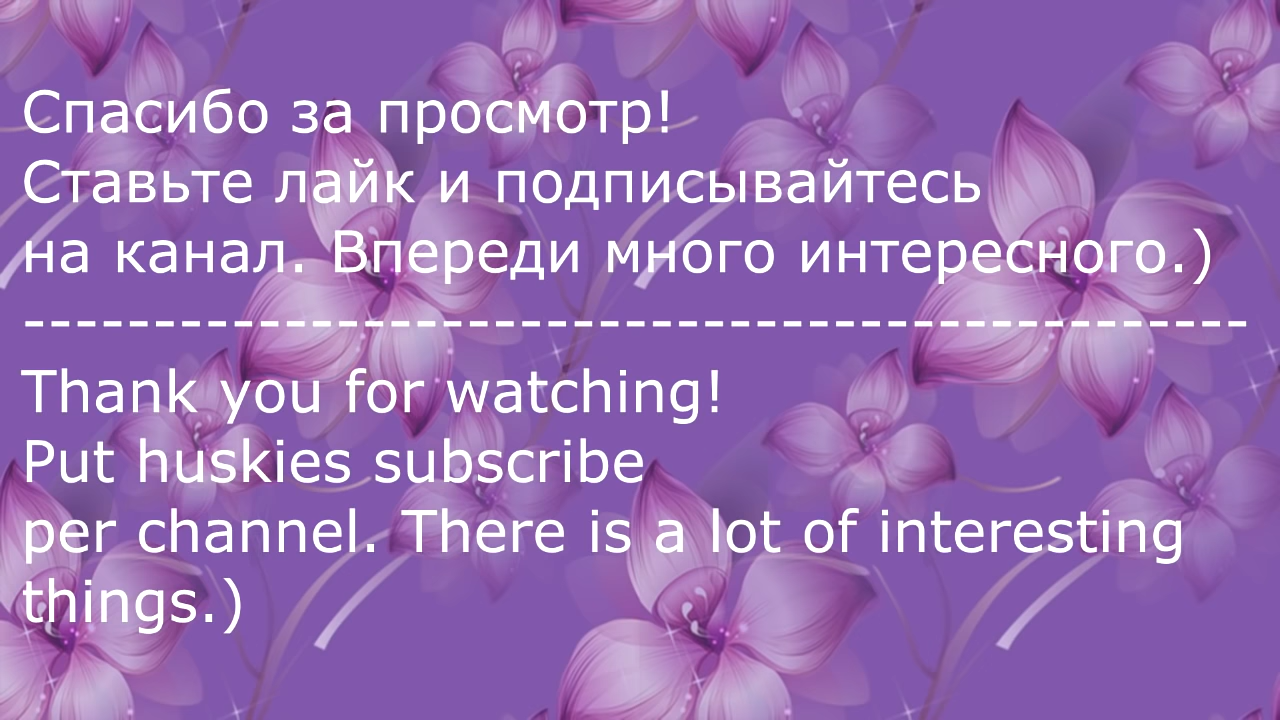 Спасибо за просмотр!
Ставьте лайк и подписывайтесь
на канал. Впереди много интересного.)
------------------------------------------------
Thank you for watching!
Put huskies subscribe
per channel. There is a lot of interesting
things.)